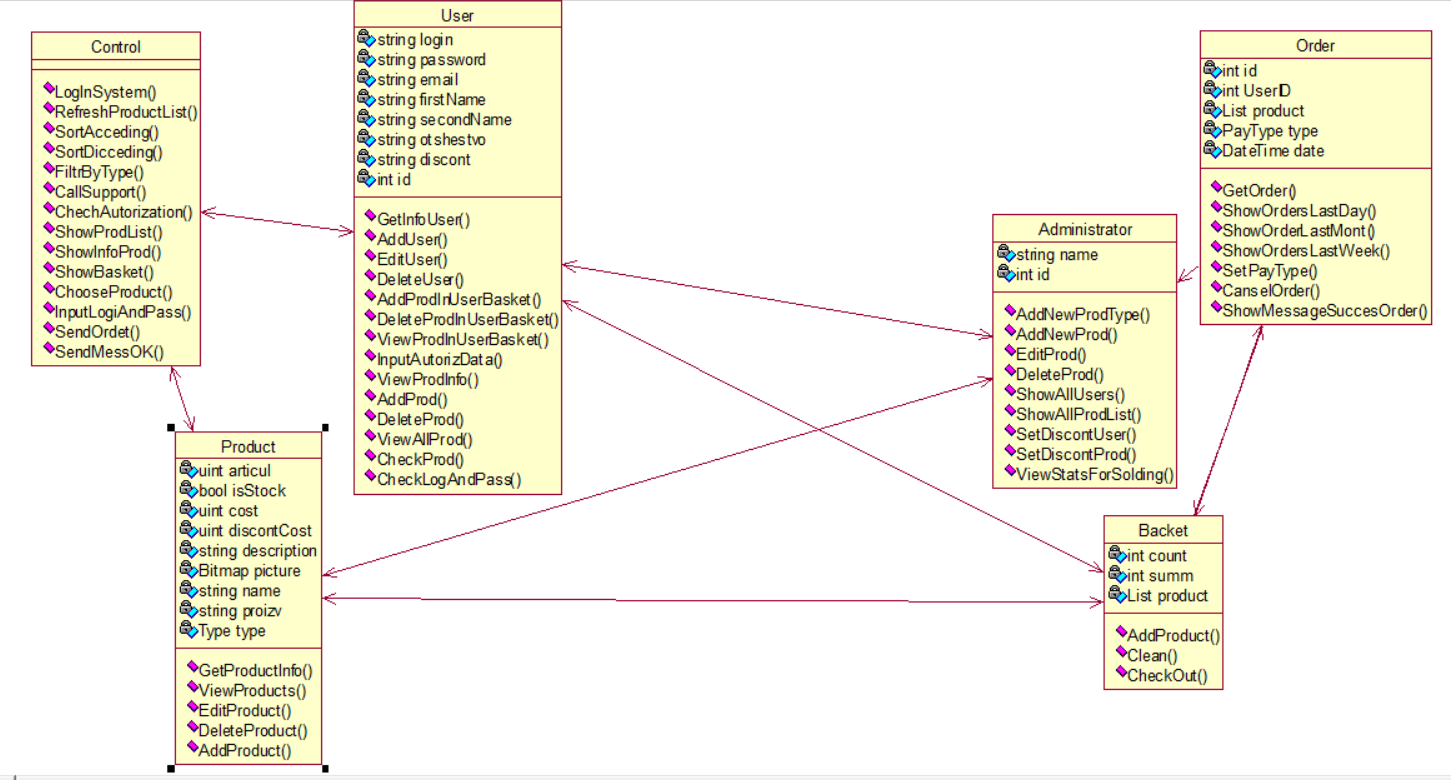 Control
LogInSystem()
RefreshProductList()
SortAcceding()
SortDicceding()
FiltrByType()
CallSupport()
ChechAutorization()
ShowProdList()
ShowInfoProd()
ShowBasket()
ChooseProduct()
InputLogiAndPass()
SendOrdet()
SendMessOK()
User
string login
string password
string email
string firstName
string secondName
string otshestvo
string discont
int id
GetInfoUser()
AddUser()
EditUser()
DeleteUser()
AddProdInUserBasket()
DeleteProdInUserBasket()
ViewProdInUserBasket()
InputAutorizData()
ViewProdInfo()
AddProd()
DeleteProd()
ViewAllProd()
CheckProd()
CheckLogAndPass()
Order
int id
int UserID
List product
PayType type
DateTime date
GetOrder()
ShowOrdersLastDay()
ShowOrderLastMont()
ShowOrdersLastWeek()
SetPayType()
CanselOrder()
ShowMessageSuccesOrder()
Administrator
string name
int id
AddNewProdType()
AddNewProd()
EditProd()
DeleteProd()
ShowAllUsers()
ShowAllProdList()
SetDiscontUser()
SetDiscontProd()
ViewStatsForSolding()
Product
uint articul
bool isStock
uint cost
uint discontCost
string description
Bitmap picture
string name
string proizv
Type type
GetProductInfo()
ViewProducts()
EditProduct()
DeleteProduct()
AddProduct()
Backet
int count
int summ
List product
AddProduct()
Clean()
CheckOut()